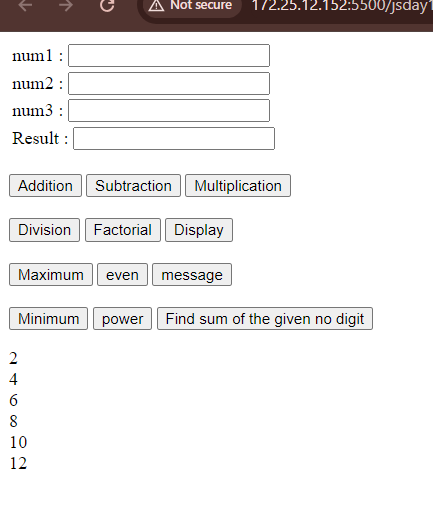 Not secure 172.25.12.152:5500/jsday1
num1 :
num2 :
num3 :
Result :
Addition Subtraction Multiplication
Division Factorial Display
Maximum even message
Minimum power Find sum of the given no digit
2
4
6
8
10
12